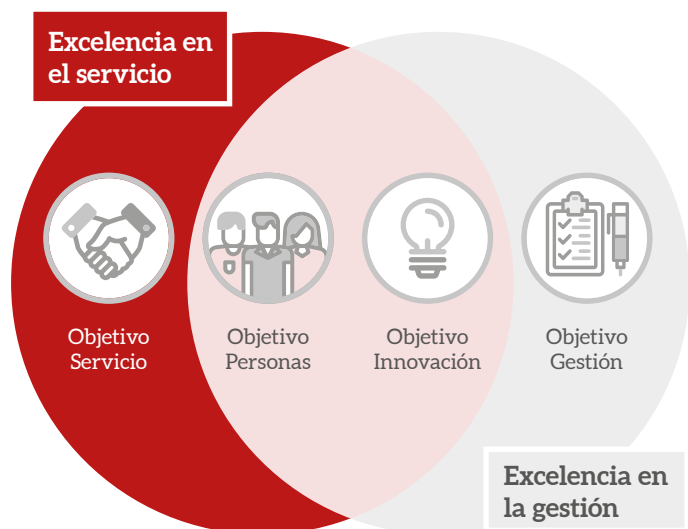 Excelencia en
el servicio
Objetivo
Servicio
Objetivo
Personas
Objetivo
Innovación
Objetivo
Gestión
Excelencia en
la gestión